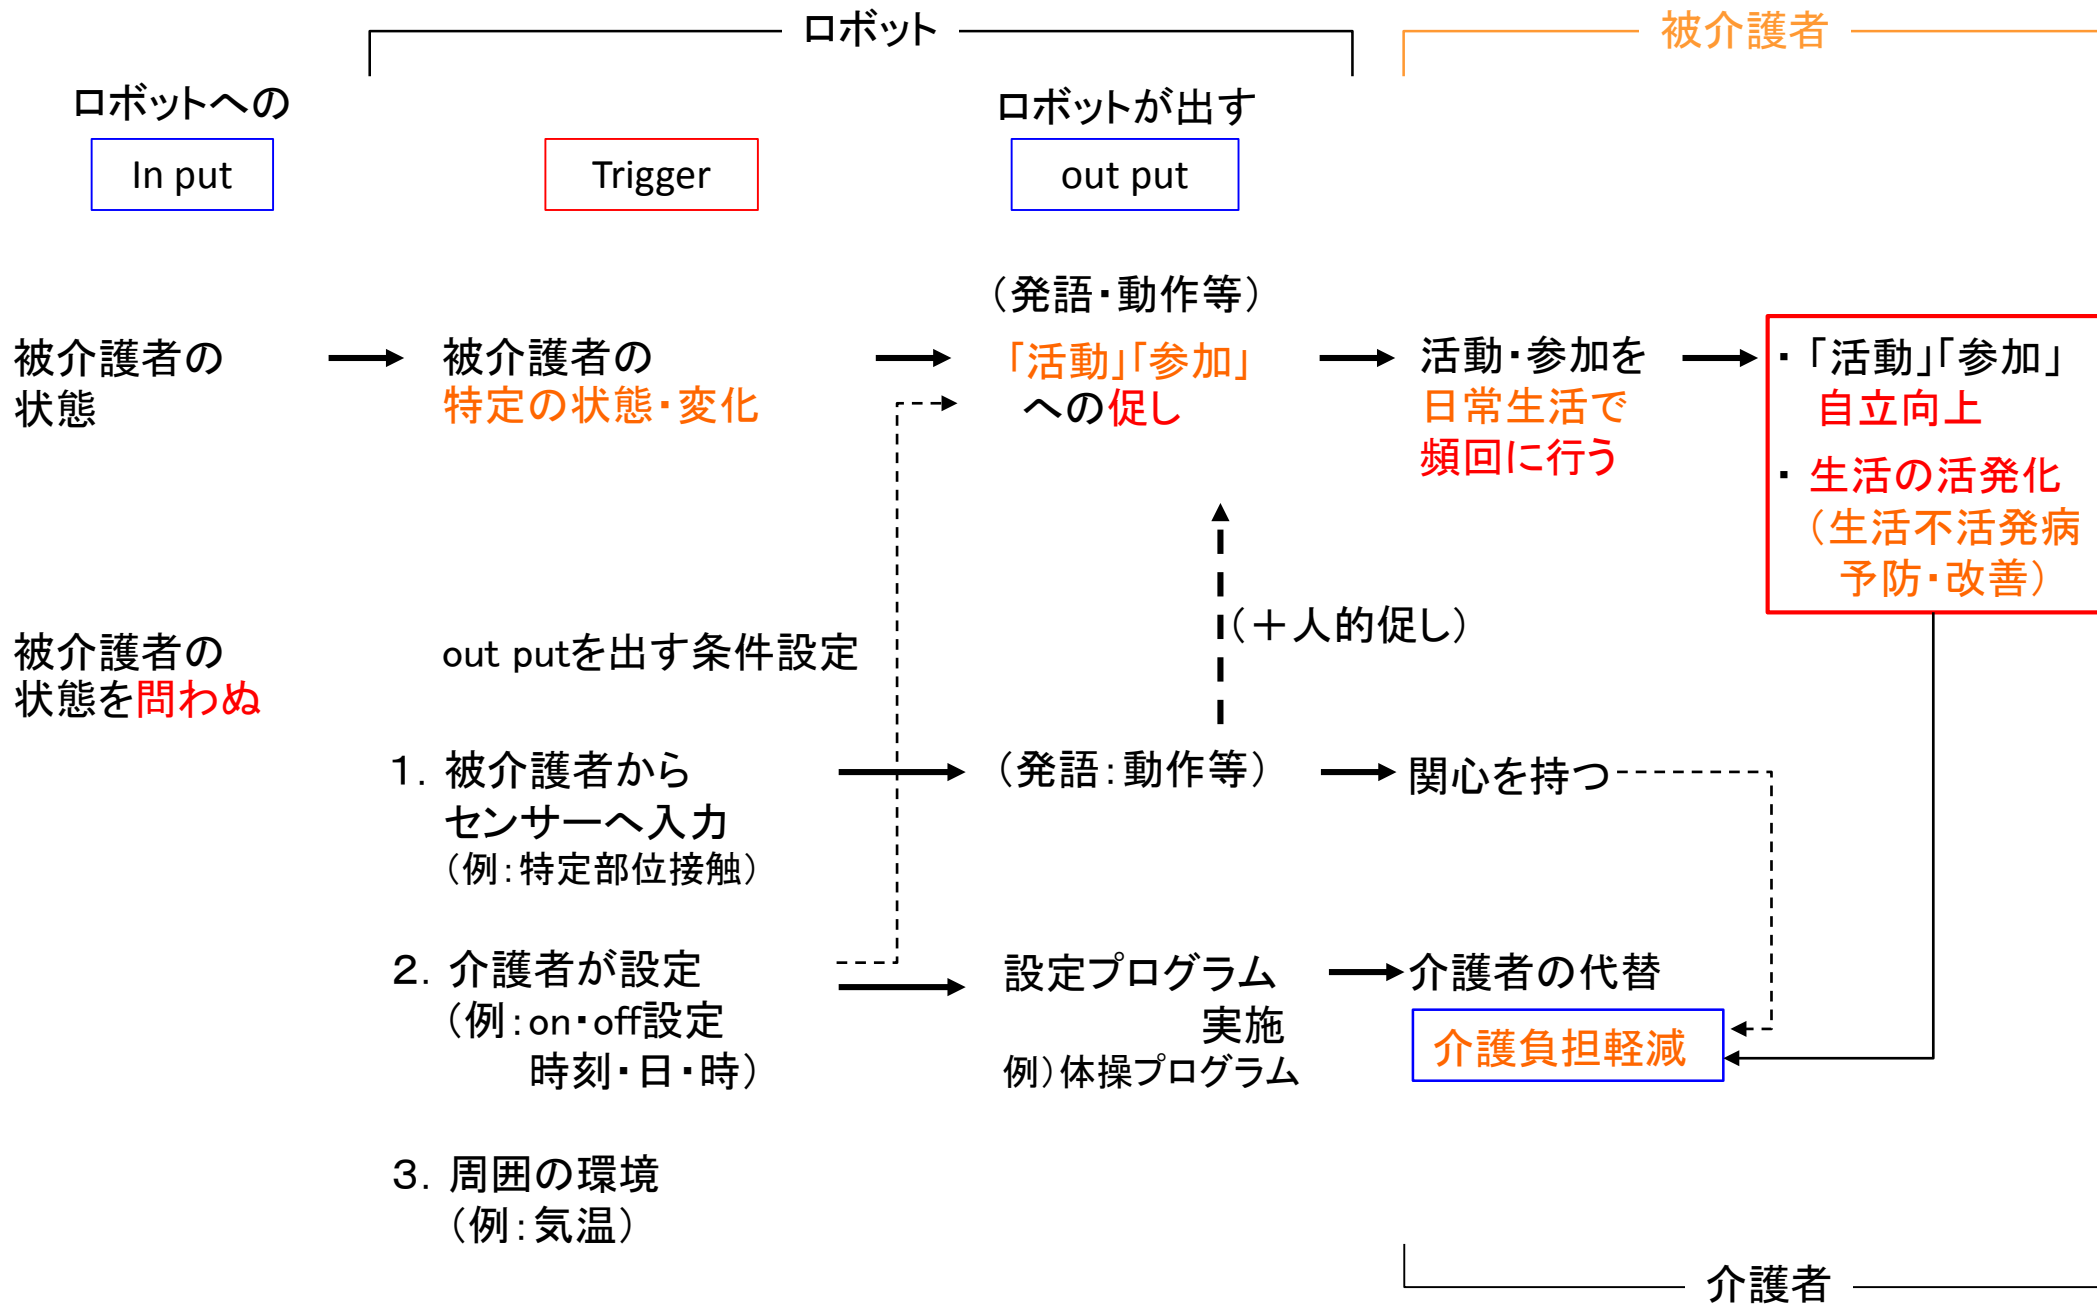 ロボット
被介護者
ロボットへの
In put
Trigger
ロボットが出す
out put
被介護者の
状態
被介護者の
特定の状態・変化
(発語・動作等)
「活動」「参加」
への促し
活動・参加を
日常生活で
頻回に行う
・「活動」「参加」
自立向上
・生活の活発化
(生活不活発病
予防・改善)
被介護者の
状態を問わぬ
out putを出す条件設定
(+人的促し)
1. 被介護者から
センサーへ入力
(例:特定部位接触)
(発語:動作等)
関心を持つ
2. 介護者が設定
(例:on・off設定
時刻・日・時)
設定プログラム
実施
例)体操プログラム
介護者の代替
介護負担軽減
3. 周囲の環境
(例:気温)
介護者